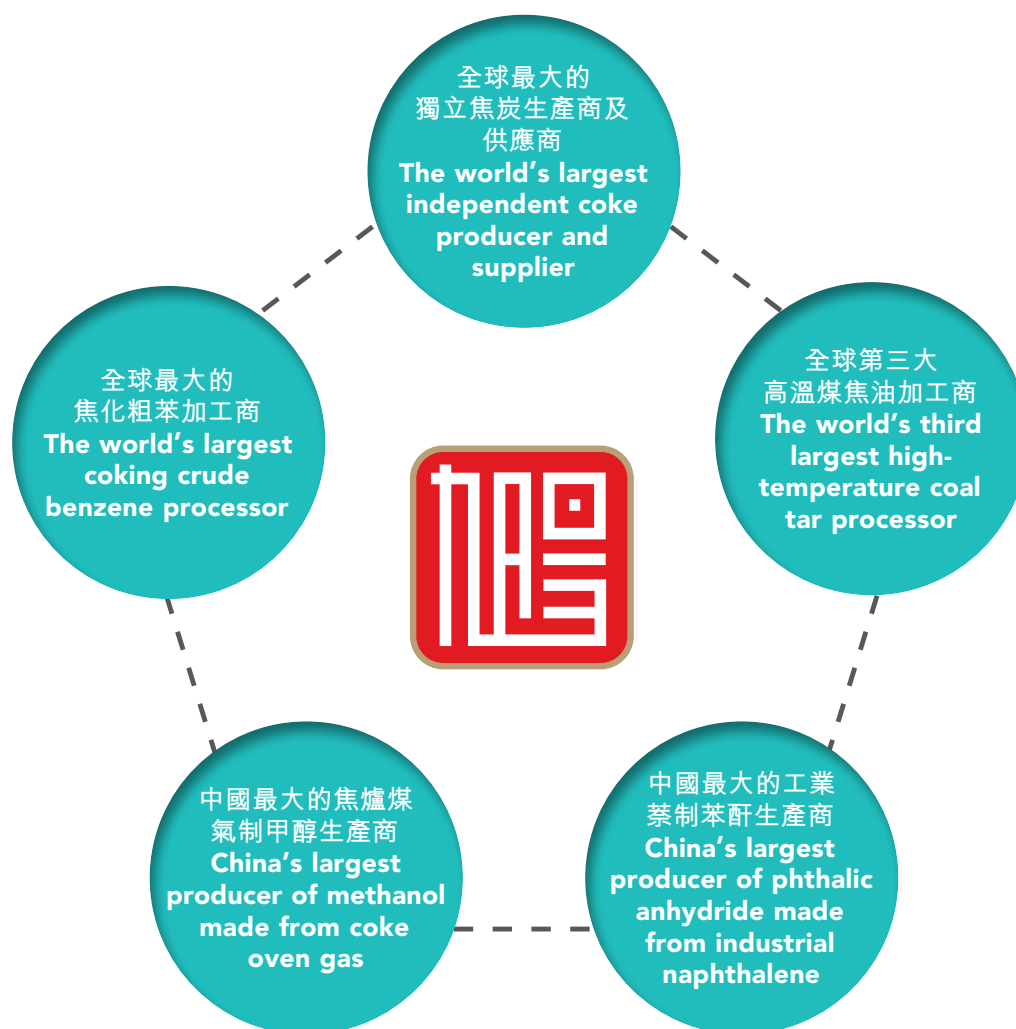 全球最大的
獨立焦炭生產商及
供應商
The world's largest
independent coke
producer and
supplier
全球最大的
焦化粗苯加工商
The world's largest
coking crude
benzene processor
全球第三大
高溫煤焦油加工商
The world's third
largest high-
temperature coal
tar processor
中國最大的焦爐煤
氣制甲醇生產商
China's largest
producer of methanol
made from coke
oven gas
中國最大的工業
萘制苯酐生產商
China's largest
producer of phthalic
anhydride made
from industrial
naphthalene